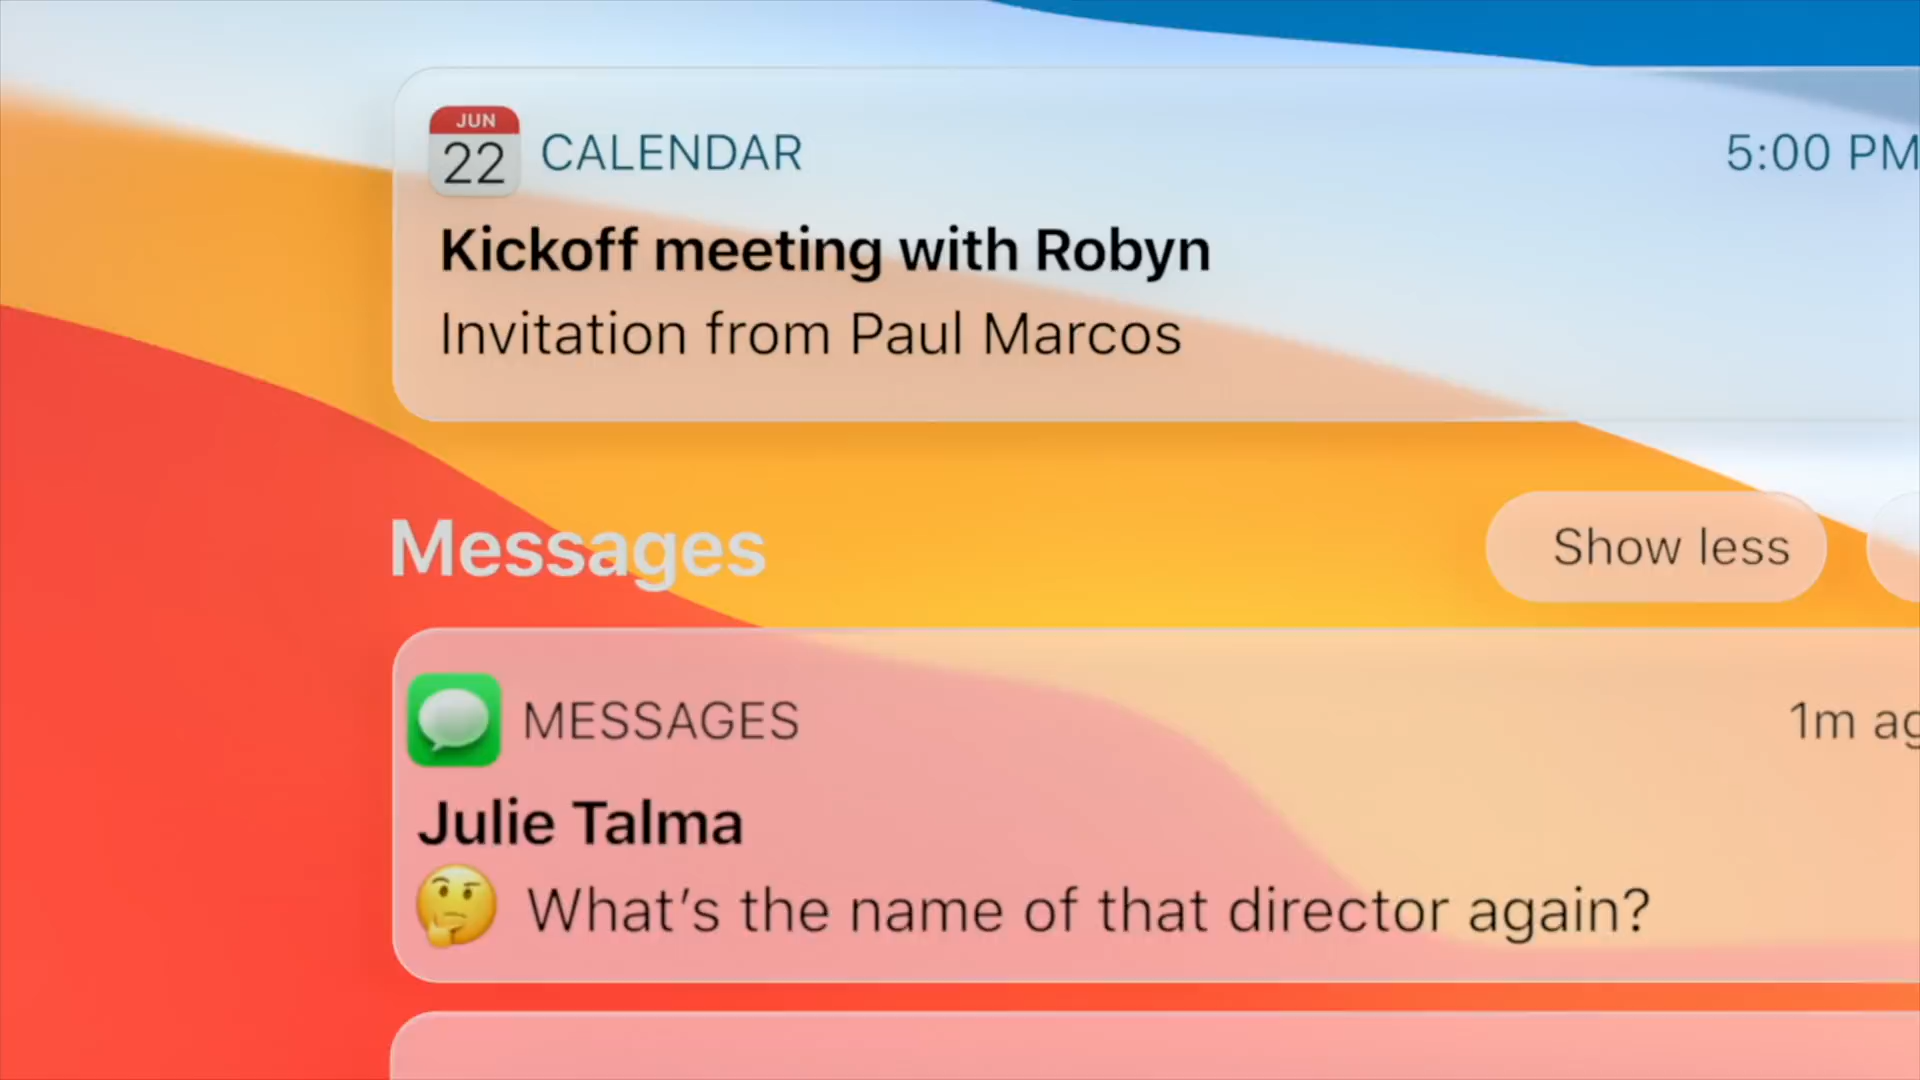 JUN
22
CALENDAR
5:00 PM
Kickoff meeting with Robyn
Invitation from Paul Marcos
Messages
Show less
MESSAGES
1m
Julie Talma
🤔 What’s the name of that director again?